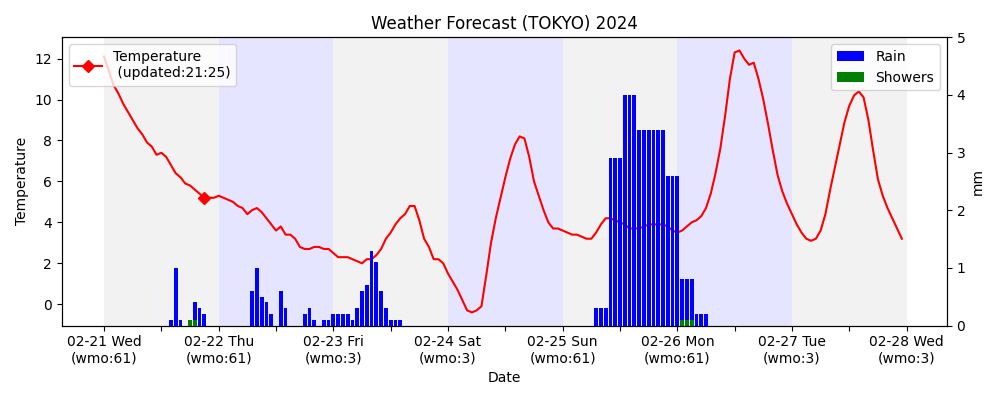 Weather Forecast (TOKYO) 2024
Temperature
(updated:21:25)
Rain
Showers
Temperature
12
10
8
6
4
2
0
5
4
3
2
1
0
mm
02-21 Wed
(wmo:61)
02-22 Thu
(wmo:61)
02-23 Fri
(wmo:3)
02-24 Sat
(wmo:3)
02-25 Sun
(wmo:61)
02-26 Mon
(wmo:61)
02-27 Tue
(wmo:3)
02-28 Wed
(wmo:3)
Date